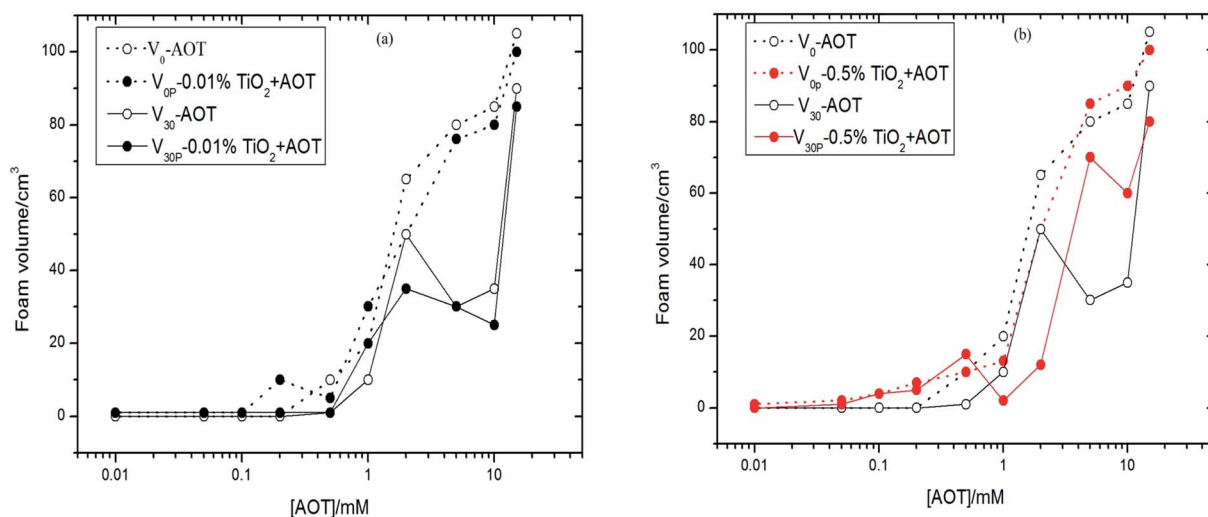 (a)
V₀-AOT
V₀P-0.01% TiO₂+AOT
V₃₀-AOT
V₃₀P-0.01% TiO₂+AOT
100
80
60
40
20
0
Foam volume/cm³
0.01 0.1 1 10
[AOT]/mM
(b)
V₀-AOT
V₀p-0.5% TiO₂+AOT
V₃₀-AOT
V₃₀P-0.5% TiO₂+AOT
100
80
60
40
20
0
Foam volume/cm³
0.01 0.1 1 10
[AOT]/mM